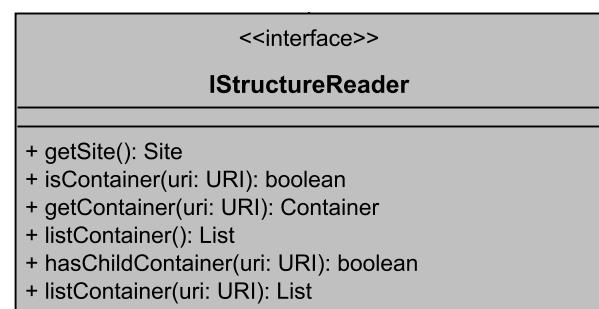 <<interface>>
IStructureReader
+ getSite(): Site
+ isContainer(uri: URI): boolean
+ getContainer(uri: URI): Container
+ listContainer(): List
+ hasChildContainer(uri: URI): boolean
+ listContainer(uri: URI): List